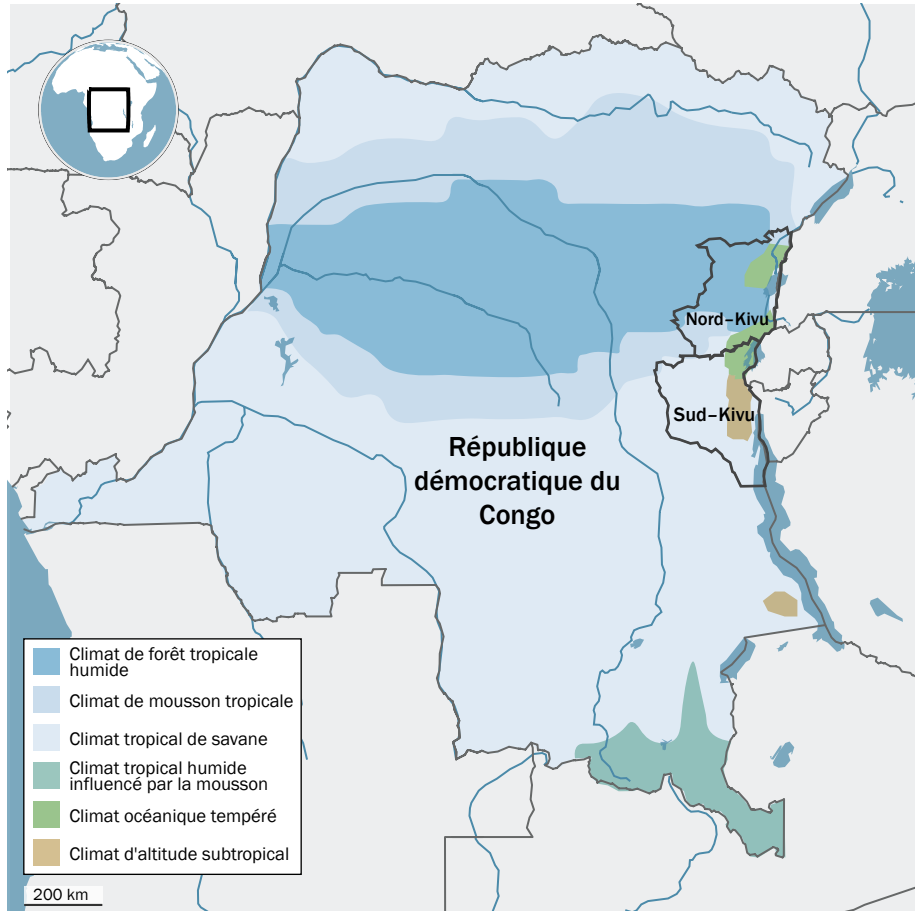 Nord–Kivu
Sud–Kivu
République
démocratique du
Congo
Climat de forêt tropicale
humide
Climat de mousson tropicale
Climat tropical de savane
Climat tropical humide
influencé par la mousson
Climat océanique tempéré
Climat d'altitude subtropical
200 km